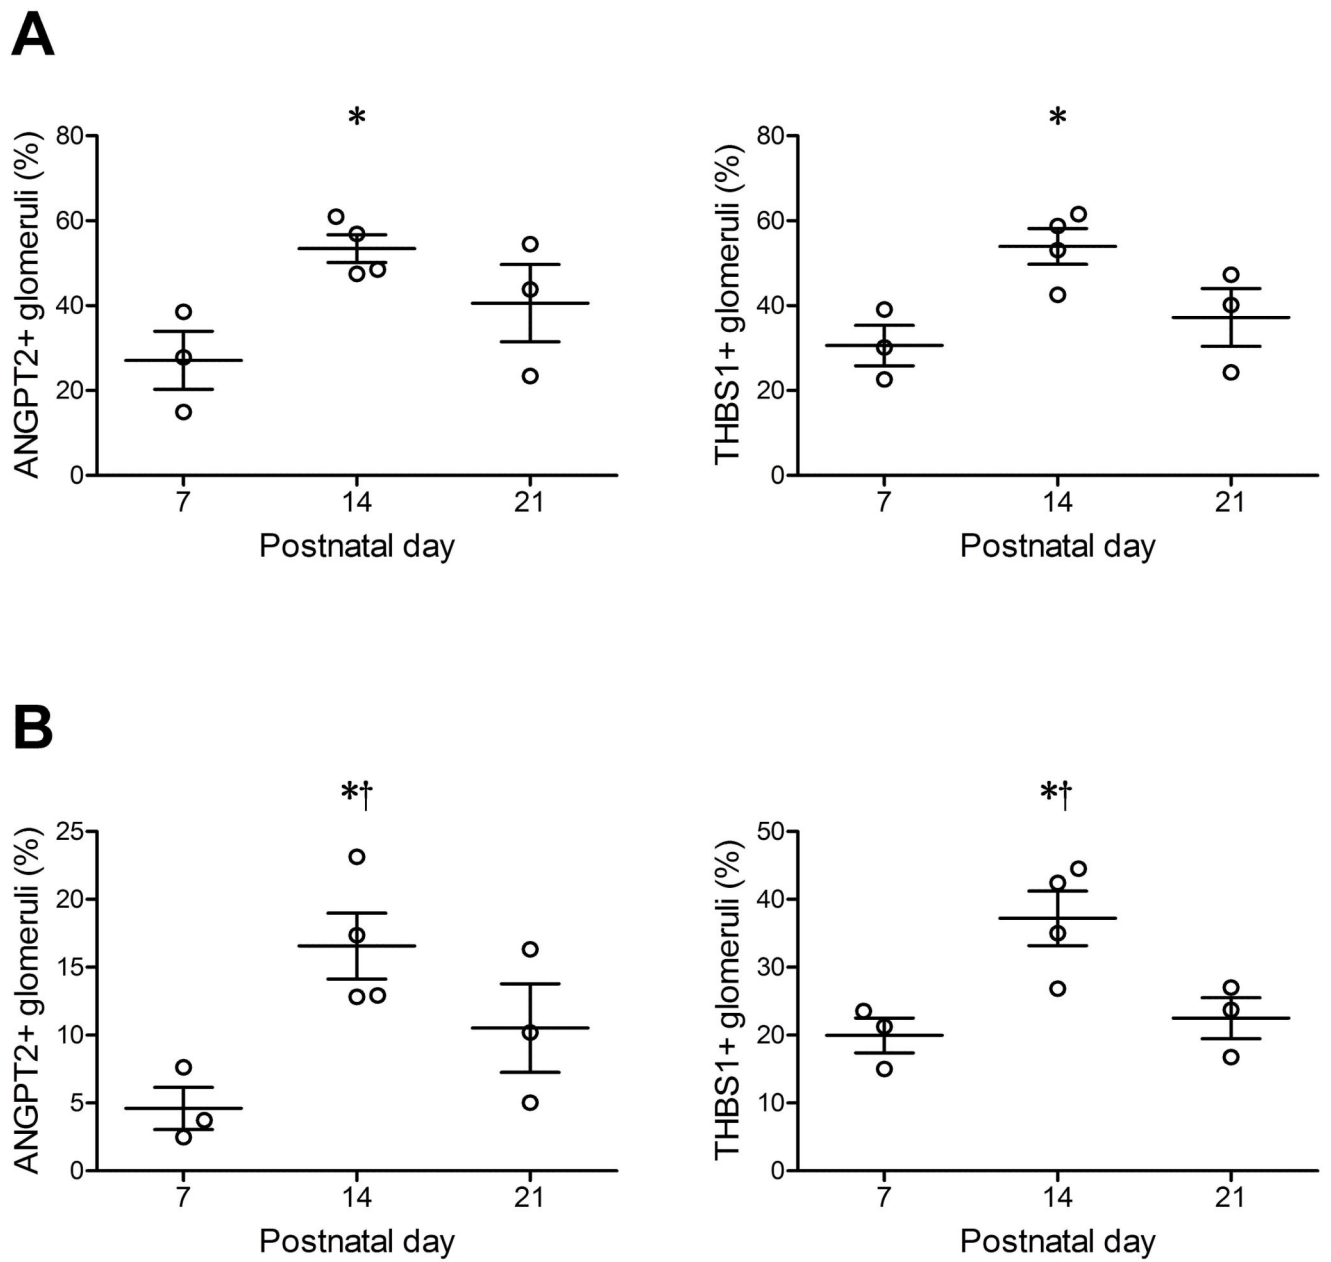 A
*
ANGPT2+ glomeruli (%)
80
60
40
20
0
7 14 21
Postnatal day
*
THBS1+ glomeruli (%)
80
60
40
20
0
7 14 21
Postnatal day
B
*†
ANGPT2+ glomeruli (%)
25
20
15
10
5
0
7 14 21
Postnatal day
*†
THBS1+ glomeruli (%)
50
40
30
20
10
0
7 14 21
Postnatal day